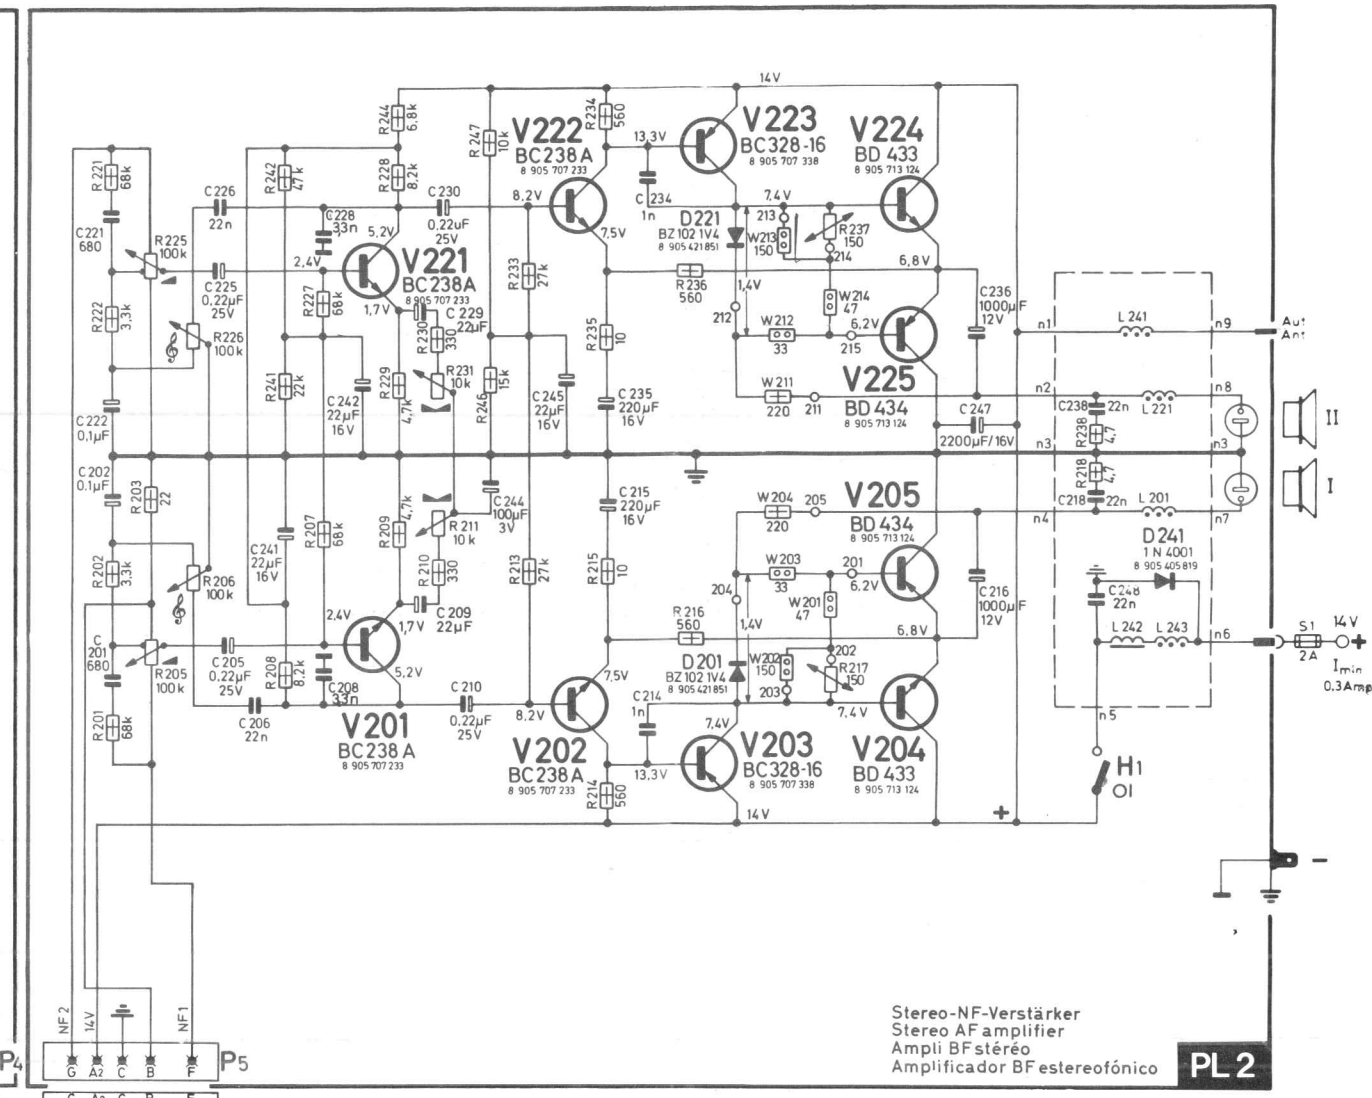 14V
R244
6,8k
R247
10k
R234
560
V222
BC238A
8 905 707 233
13,3V
V223
BC328-16
8 905 707 338
V224
BD 433
8 905 713 124
R221
68k
R242
47k
R228
8,2k
C226
22n
C230
0,22µF
25V
8,2V
C234
1n
7,4V
D221
BZ 102 1V4
8 905 421 851
213
W213
150
R237
150
214
C221
680
R225
100k
C228
33n
5,2V
2,4V
V221
BC238A
8 905 707 233
7,5V
R233
27k
R236
560
6,8V
1,4V
C225
0,22µF
25V
R227
68k
1,7V
C229
22µF
R222
3,3k
R226
100k
R230
330
R235
10
212
W214
47
W212
33
6,2V
215
C236
1000µF
12V
n1
L 241
n9
Aut
Ant
R241
22k
R229
4,7k
R231
10k
R246
15k
V225
BD 434
8 905 713 124
C242
22µF
16V
C245
22µF
16V
C235
220µF
16V
W211
220
211
n2
n8
C238
22n
L 221
C222
0,1µF
C247
2200µF/16V
R238
4,7
II
n3
n3
C202
0,1µF
R203
22
C244
100µF
3V
C215
220µF
16V
W204
220
205
V205
BD 434
8 905 713 124
R218
4,7
C218
22n
L 201
I
n4
n7
R207
68k
R209
4,7k
R211
10k
C241
22µF
16V
D241
1N 4001
8 905 405 819
R202
3,3k
R206
100k
R210
330
R213
27k
R215
10
W203
33
201
6,2V
204
W201
47
C216
1000µF
12V
C248
22n
2,4V
1,7V
C209
22µF
R216
560
1,4V
6,8V
L 242
L 243
n6
S1
2A
14V
+
Imin
0,3Amp
C
201
680
R205
100k
C205
0,22µF
25V
R208
8,2k
5,2V
7,5V
D201
BZ 102 1V4
8 905 421 851
W202
150
202
R217
150
203
C208
33n
C210
0,22µF
25V
8,2V
C214
1n
7,4V
7,4V
n5
R201
68k
C206
22n
V201
BC238A
8 905 707 233
V202
BC238A
8 905 707 233
R214
560
13,3V
V203
BC328-16
8 905 707 338
V204
BD 433
8 905 713 124
H1
OI
14V
+
−
NF2
14V
NF1
Stereo-NF-Verstärker
Stereo AF amplifier
Ampli BF stéréo
Amplificador BF estereofónico
PL 2
P4
G
A2
C
B
F
P5